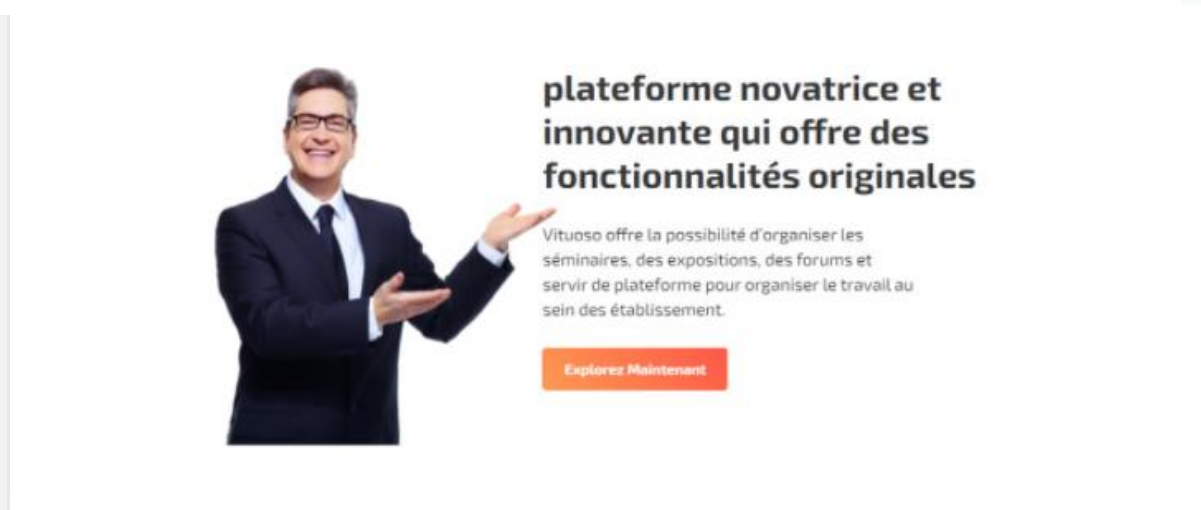 plateforme novatrice et
innovante qui offre des
fonctionnalités originales
Vituoso offre la possibilité d'organiser les
séminaires, des expositions, des forums et
servir de plateforme pour organiser le travail au
sein des établissement.
Explorez Maintenant